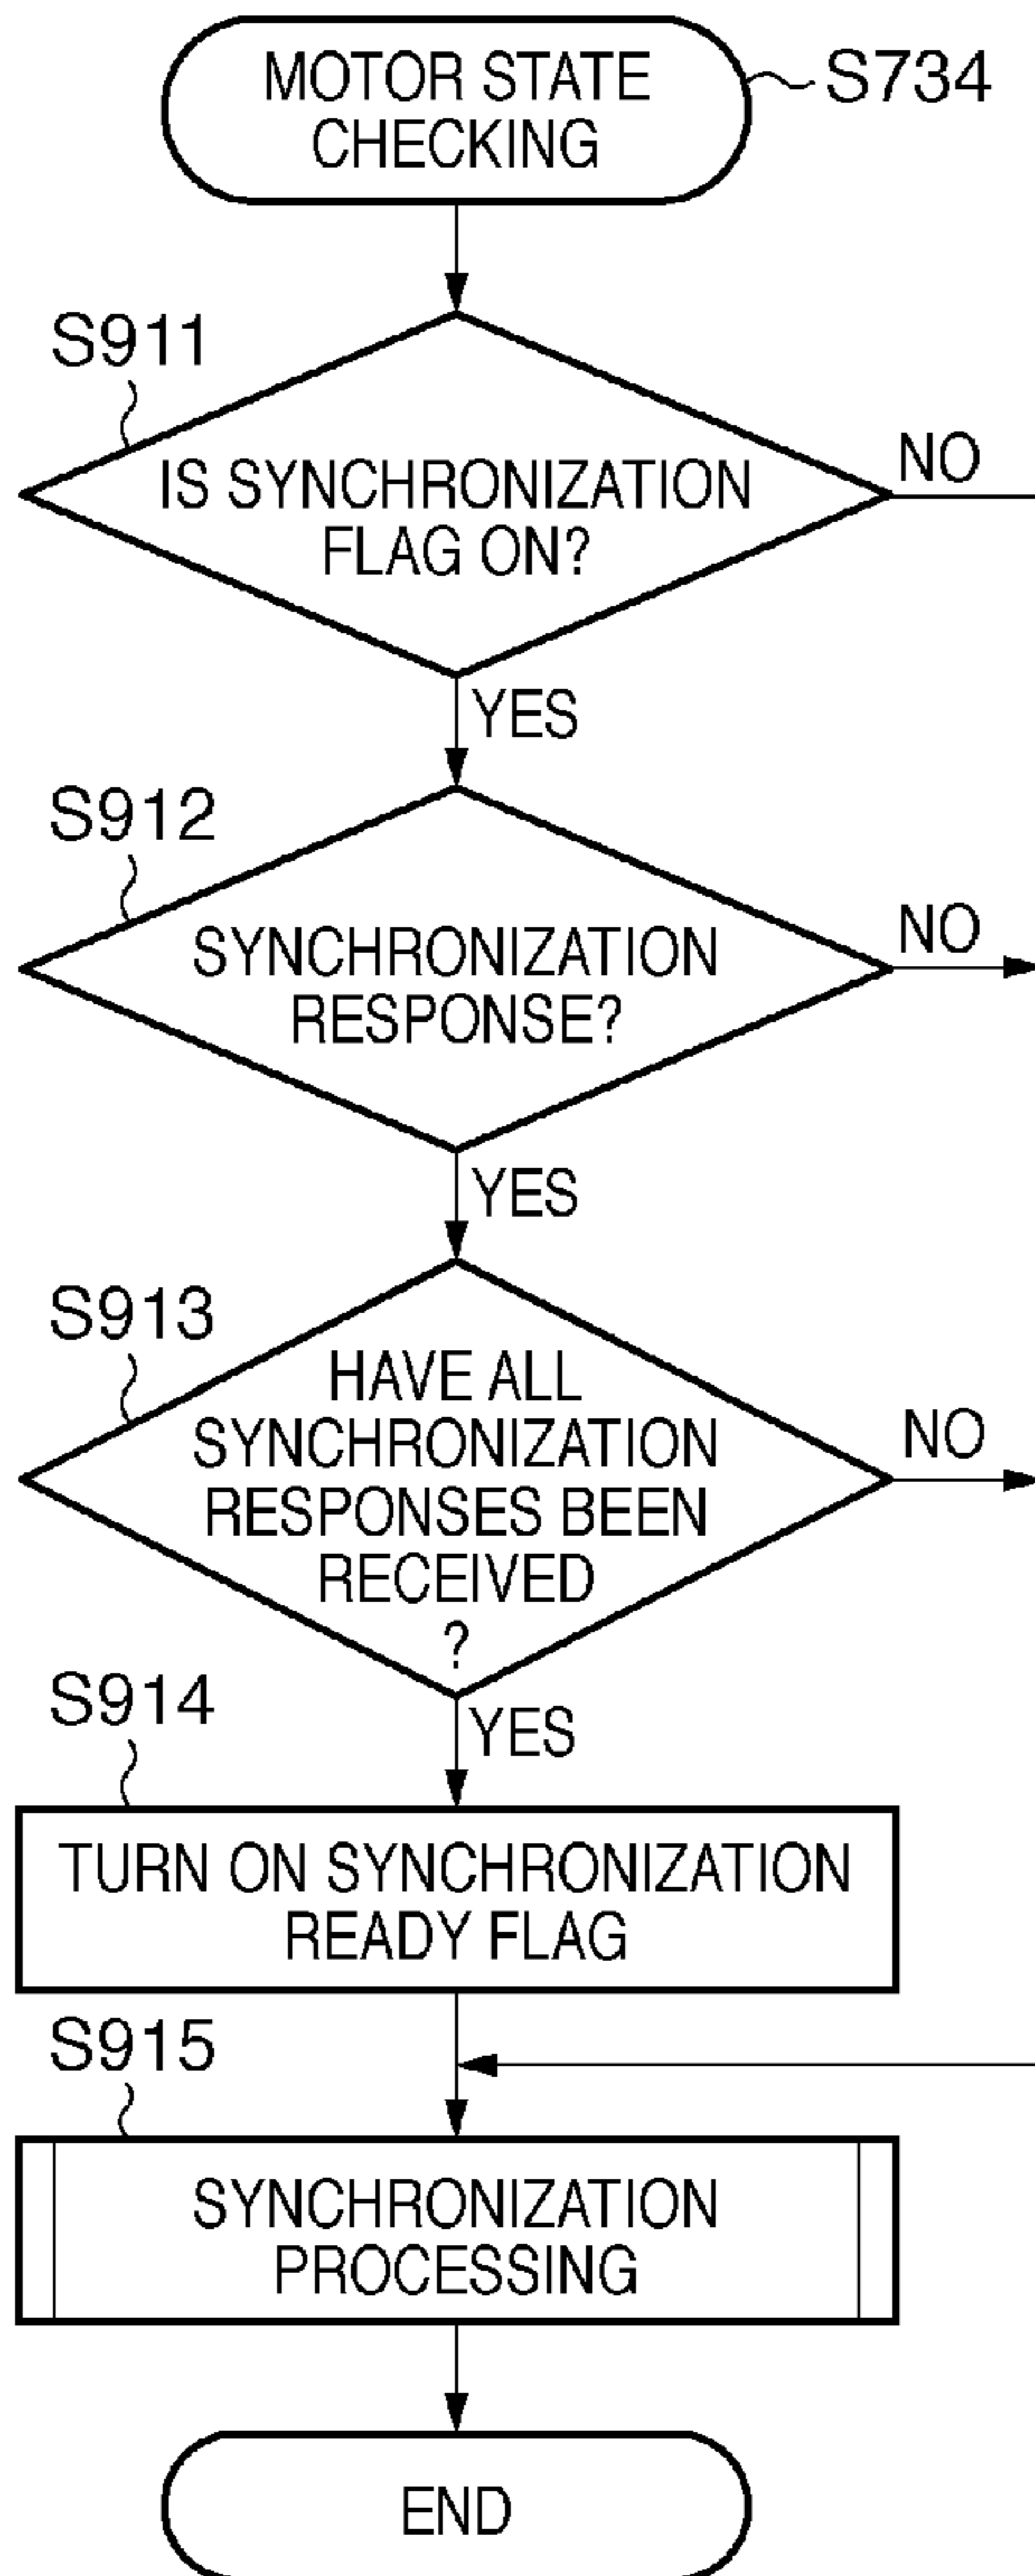 MOTOR STATE
CHECKING
S734
S911
IS SYNCHRONIZATION
FLAG ON?
NO
YES
S912
SYNCHRONIZATION
RESPONSE?
NO
YES
S913
HAVE ALL
SYNCHRONIZATION
RESPONSES BEEN
RECEIVED
?
NO
YES
S914
TURN ON SYNCHRONIZATION
READY FLAG
S915
SYNCHRONIZATION
PROCESSING
END